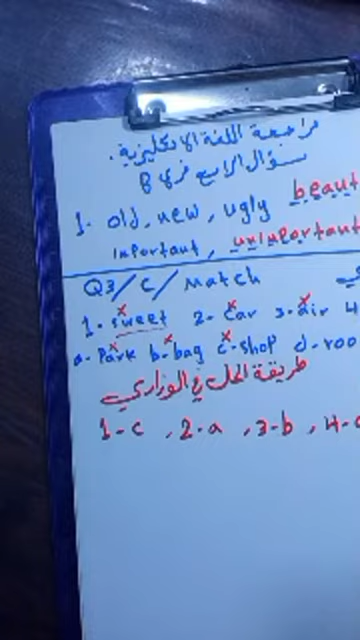 مراجعة اللغة الانكليزية.
سؤال الرابع فرع B
1. old, new, ugly beaut
important, unimportant
Q3/C/Match
1. sweet 2. car 3. air 4
a. Park b. bag c. shop d. roo
طريقة الحل في الوزاري
1-c , 2-a , 3-b , 4-